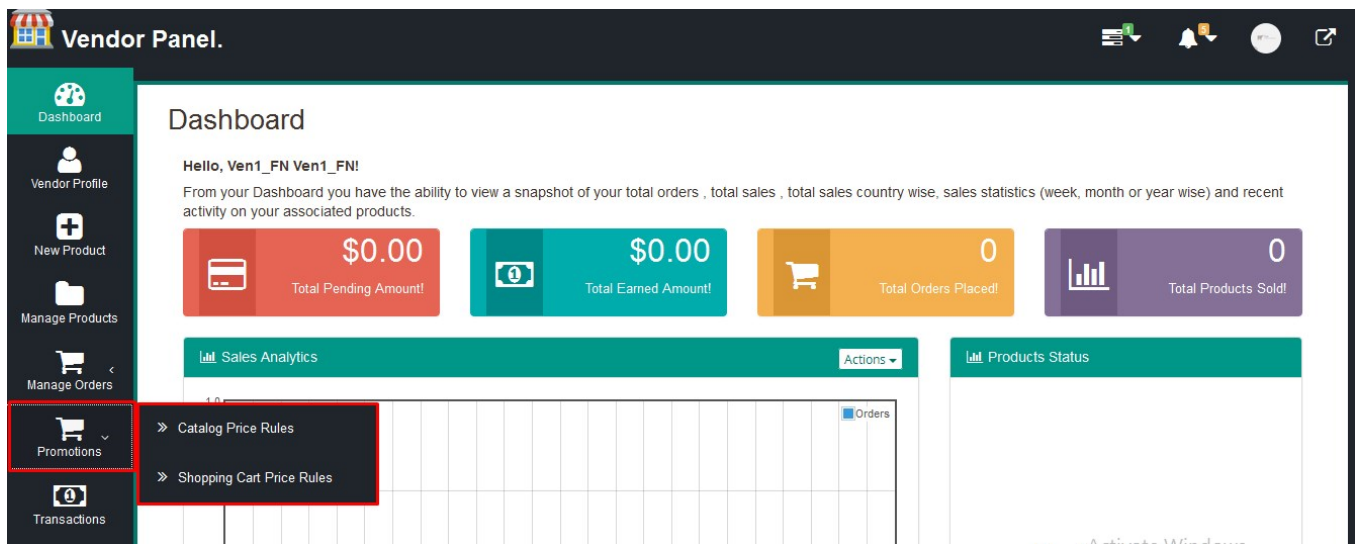 Vendor Panel.
1
5
Dashboard
Vendor Profile
New Product
Manage Products
Manage Orders
Promotions
Transactions
Dashboard
Hello, Ven1_FN Ven1_FN!
From your Dashboard you have the ability to view a snapshot of your total orders , total sales , total sales country wise, sales statistics (week, month or year wise) and recent
activity on your associated products.
$0.00
Total Pending Amount!
$0.00
Total Earned Amount!
0
Total Orders Placed!
0
Total Products Sold!
Sales Analytics
Actions
Products Status
1.0
Orders
Catalog Price Rules
Shopping Cart Price Rules
Activate Windows